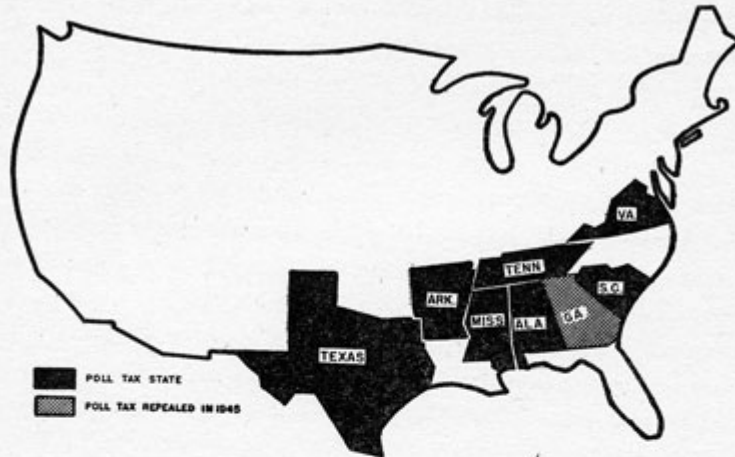 VA.
TENN
ARK.
S.C.
MISS
ALA
GA.
TEXAS
POLL TAX STATE
POLL TAX REPEALED IN 1945